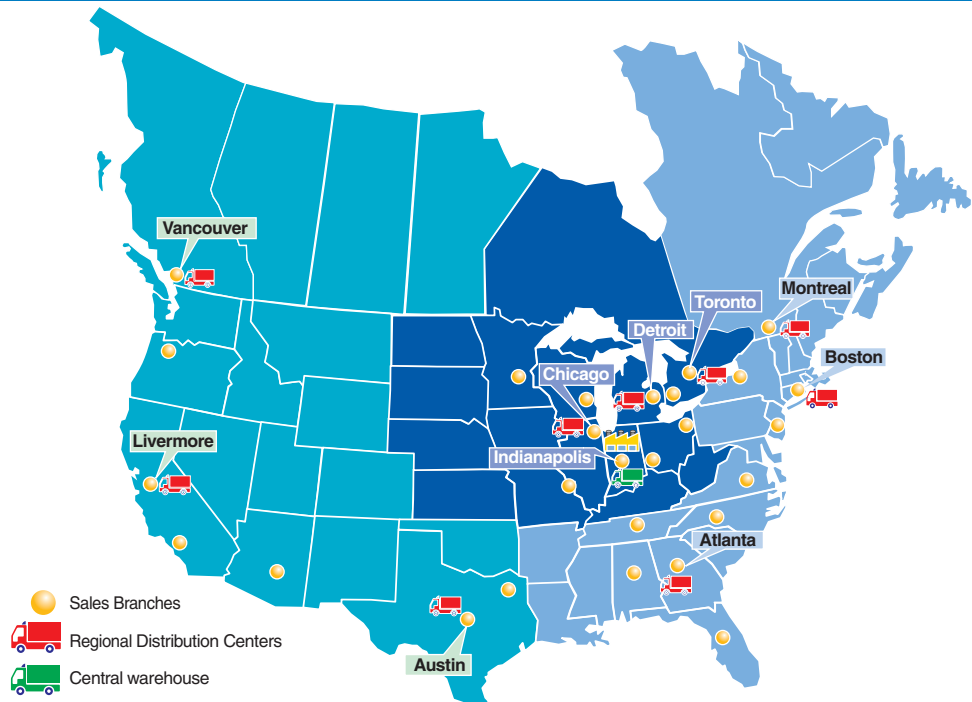 Vancouver
Montreal
Toronto
Detroit
Boston
Chicago
Livermore
Indianapolis
Atlanta
Sales Branches
Regional Distribution Centers
Austin
Central warehouse